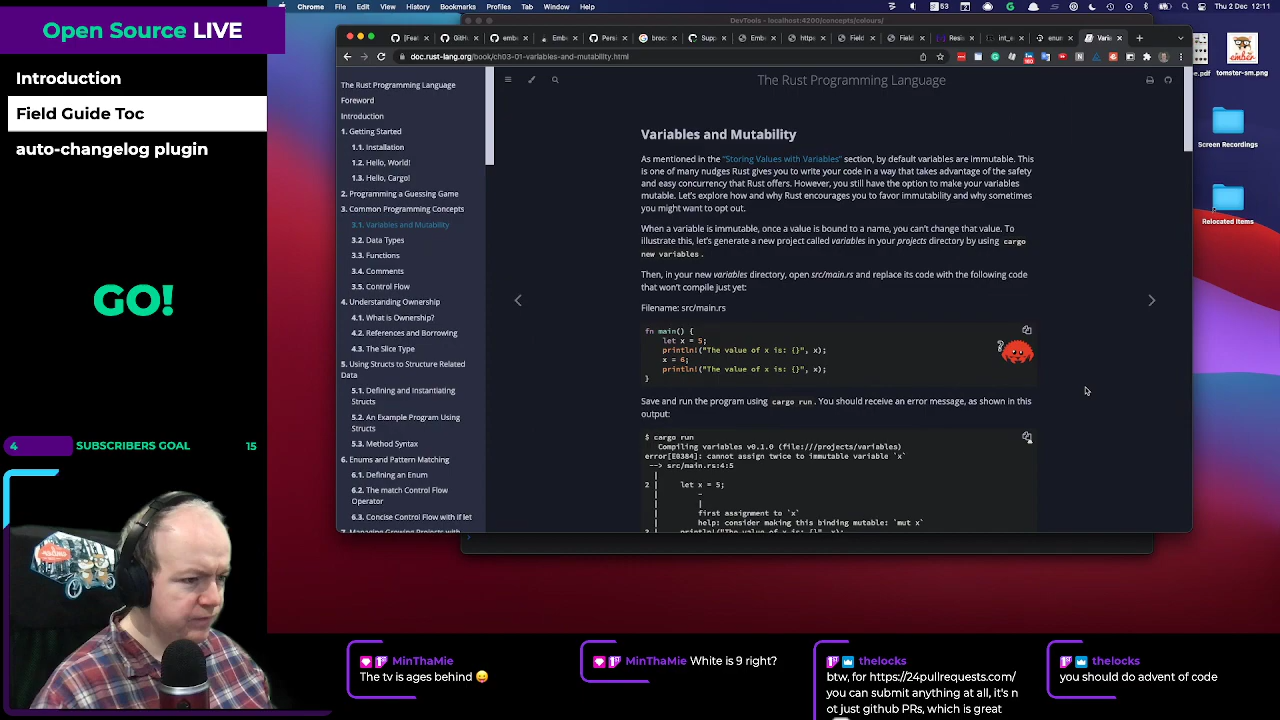 Open Source LIVE
Introduction
Field Guide Toc
auto-changelog plugin
GO!
4 SUBSCRIBERS GOAL 15
Chrome File Edit View History Bookmarks Profiles Tab Window Help
53
Thu 2 Dec 12:11
DevTools - localhost:4200/concepts/colours/
doc.rust-lang.org/book/ch03-01-variables-and-mutability.html
tomster-sm.png
Screen Recordings
Relocated Items
The Rust Programming Language
Foreword
Introduction
1. Getting Started
1.1. Installation
1.2. Hello, World!
1.3. Hello, Cargo!
2. Programming a Guessing Game
3. Common Programming Concepts
3.1. Variables and Mutability
3.2. Data Types
3.3. Functions
3.4. Comments
3.5. Control Flow
4. Understanding Ownership
4.1. What is Ownership?
4.2. References and Borrowing
4.3. The Slice Type
5. Using Structs to Structure Related
Data
5.1. Defining and Instantiating
Structs
5.2. An Example Program Using
Structs
5.3. Method Syntax
6. Enums and Pattern Matching
6.1. Defining an Enum
6.2. The match Control Flow
Operator
6.3. Concise Control Flow with if let
7. Managing Growing Projects with
The Rust Programming Language
Variables and Mutability
As mentioned in the "Storing Values with Variables" section, by default variables are immutable. This
is one of many nudges Rust gives you to write your code in a way that takes advantage of the safety
and easy concurrency that Rust offers. However, you still have the option to make your variables
mutable. Let's explore how and why Rust encourages you to favor immutability and why sometimes
you might want to opt out.
When a variable is immutable, once a value is bound to a name, you can't change that value. To
illustrate this, let's generate a new project called variables in your projects directory by using cargo
new variables.
Then, in your new variables directory, open src/main.rs and replace its code with the following code
that won't compile just yet:
Filename: src/main.rs
fn main() {
let x = 5;
println!("The value of x is: {}", x);
x = 6;
println!("The value of x is: {}", x);
}
Save and run the program using cargo run. You should receive an error message, as shown in this
output:
$ cargo run
Compiling variables v0.1.0 (file:///projects/variables)
error[E0384]: cannot assign twice to immutable variable `x`
--> src/main.rs:4:5
|
2 | let x = 5;
| -
| |
| first assignment to `x`
| help: consider making this binding mutable: `mut x`
3 | println!("The value of x is: {}", x);
MinThaMie
The tv is ages behind 😛
MinThaMie White is 9 right?
thelocks
btw, for https://24pullrequests.com/
you can submit anything at all, it's n
ot just github PRs, which is great
thelocks
you should do advent of code